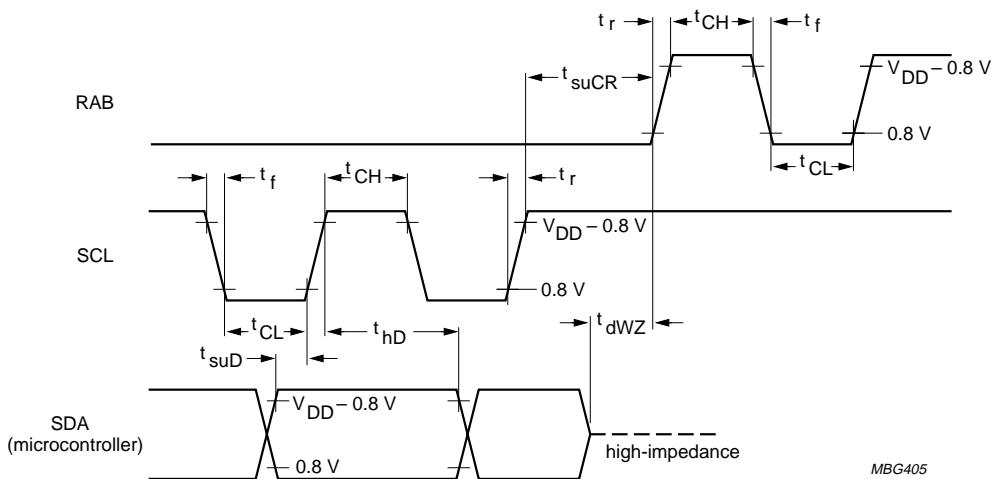 t r
t CH
t f
t suCR
V DD – 0.8 V
RAB
0.8 V
t CL
t f
t CH
t r
V DD – 0.8 V
SCL
0.8 V
t CL
t hD
t dWZ
t suD
V DD – 0.8 V
SDA
(microcontroller)
high-impedance
0.8 V
MBG405